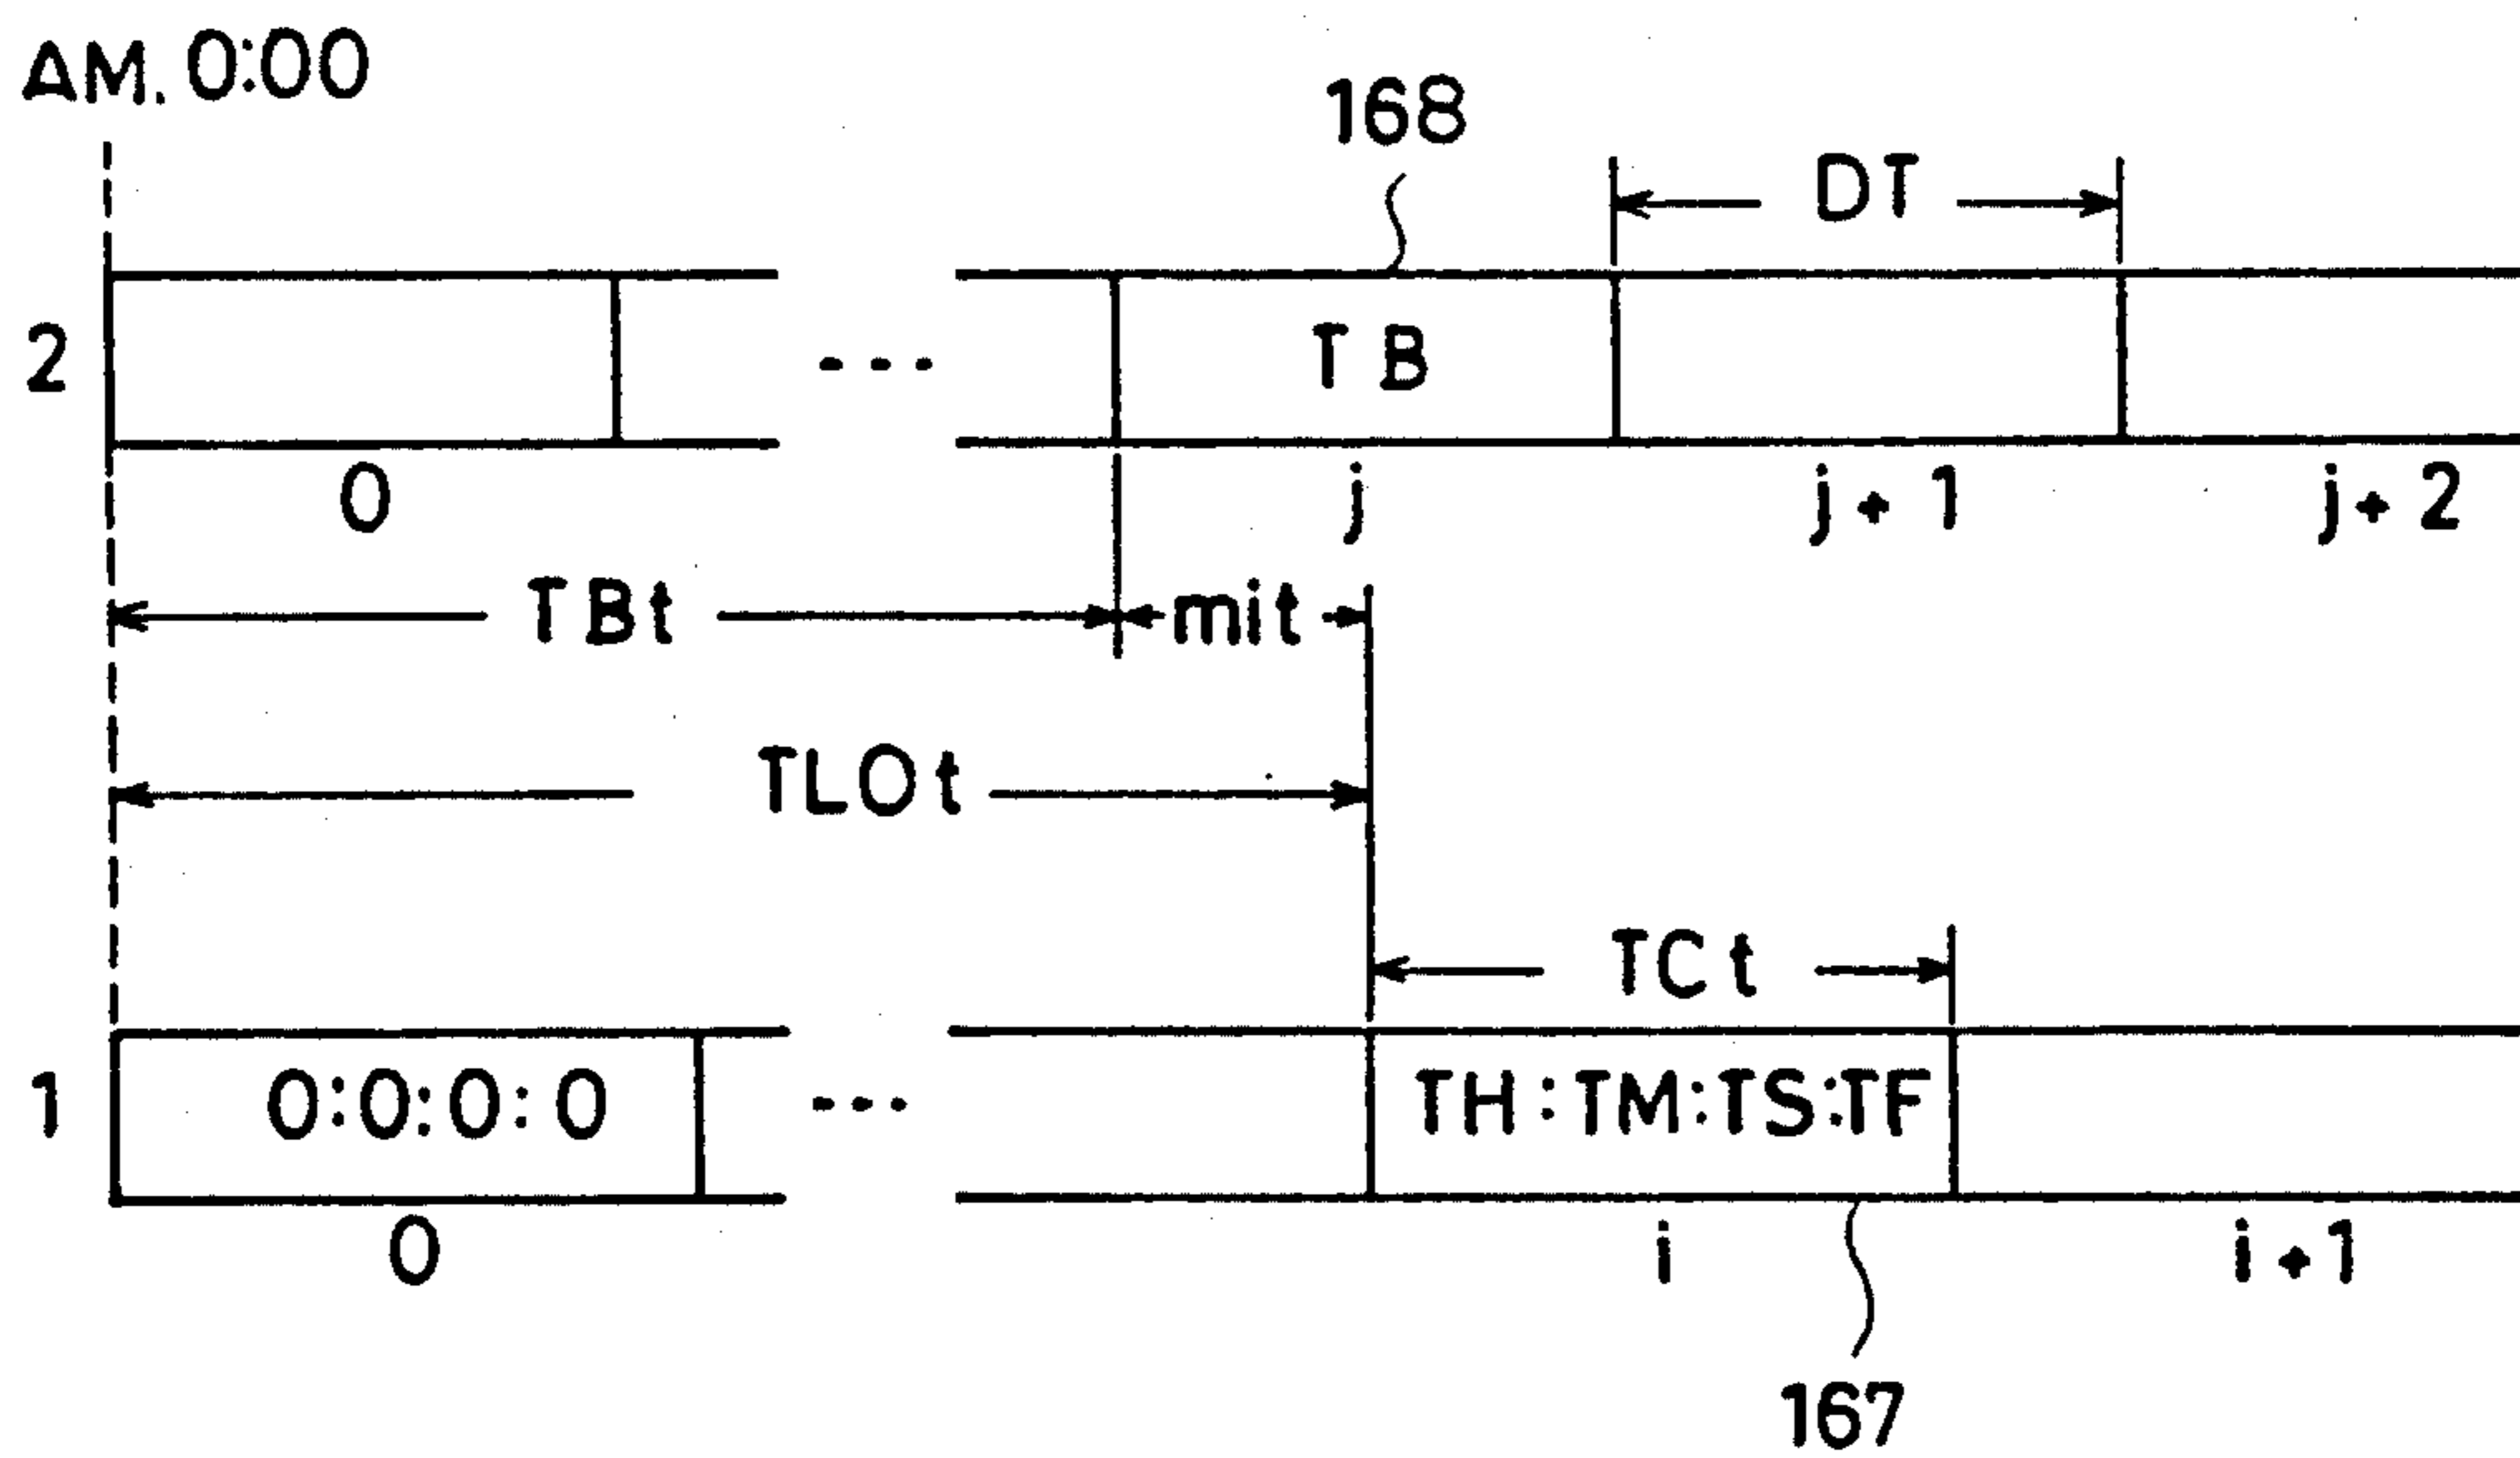 AM. 0:00
168
DT
2
TB
0
j
j+1
j+2
TBt
mit
TLOt
TCt
1
0:0:0:0
TH:TM:TS:TF
0
i
i+1
167